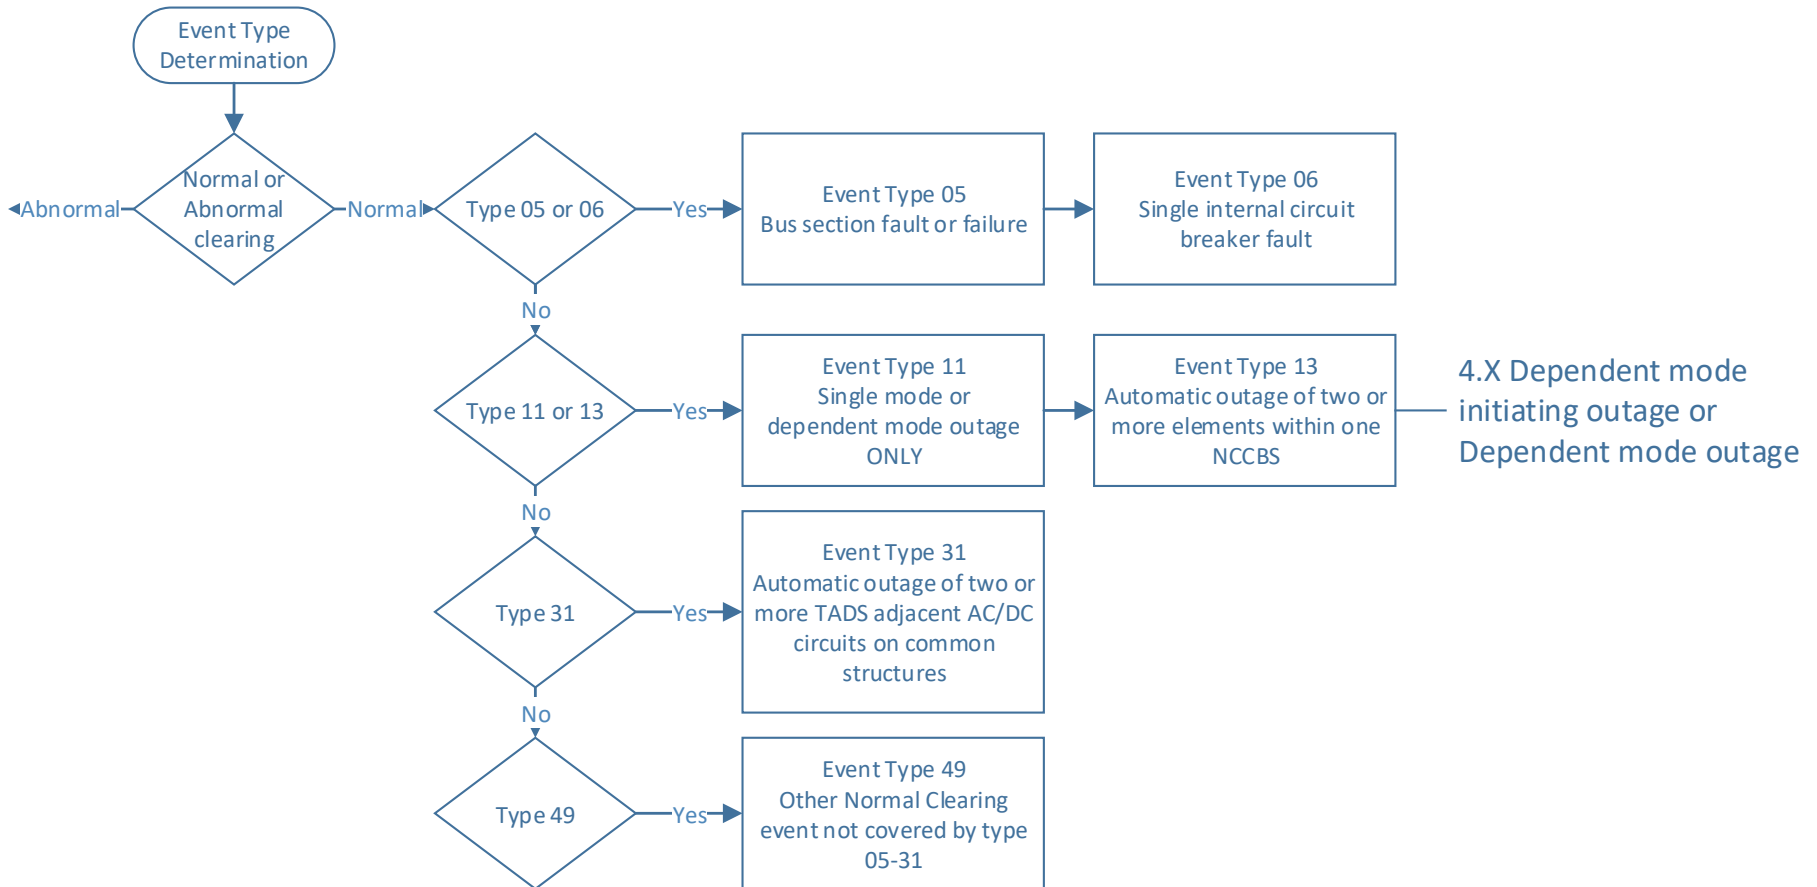 Event Type
Determination
Normal or
Abnormal
clearing
Abnormal
Normal
Type 05 or 06
Yes
Event Type 05
Bus section fault or failure
Event Type 06
Single internal circuit
breaker fault
No
Type 11 or 13
Yes
Event Type 11
Single mode or
dependent mode outage
ONLY
Event Type 13
Automatic outage of two or
more elements within one
NCCBS
4.X Dependent mode
initiating outage or
Dependent mode outage
No
Type 31
Yes
Event Type 31
Automatic outage of two or
more TADS adjacent AC/DC
circuits on common
structures
No
Type 49
Yes
Event Type 49
Other Normal Clearing
event not covered by type
05-31